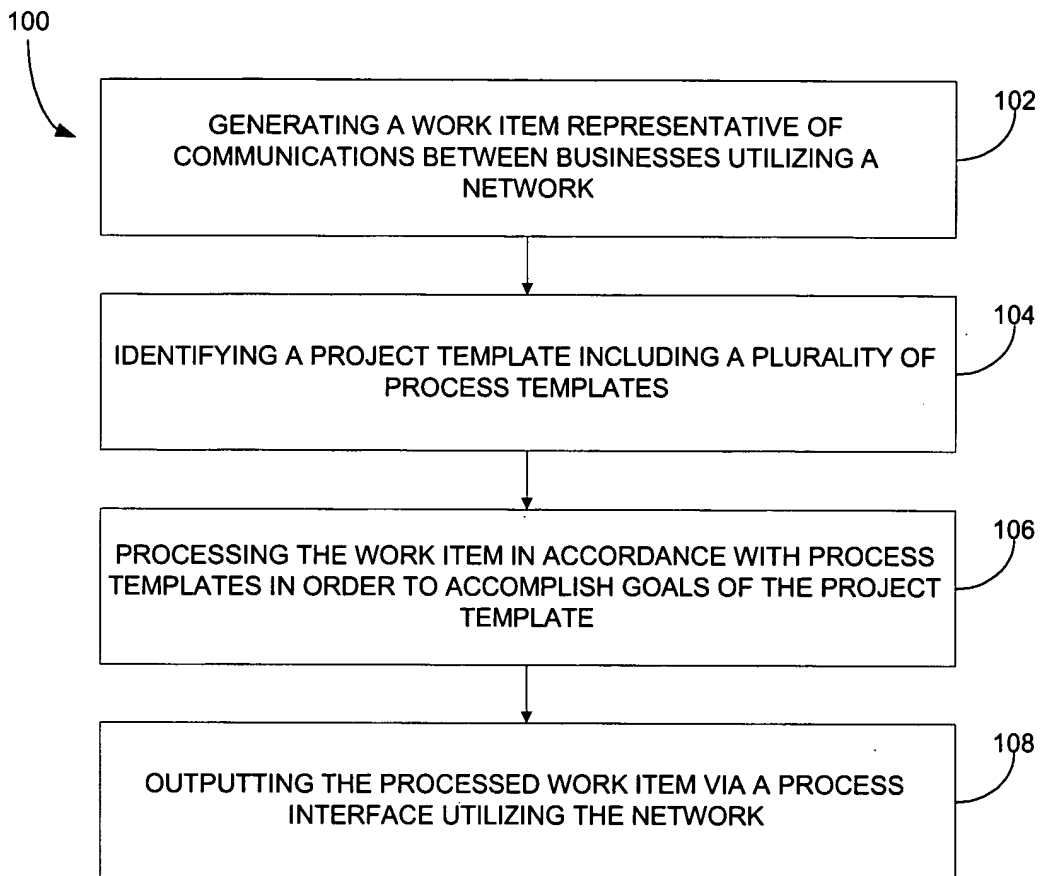 100
102
GENERATING A WORK ITEM REPRESENTATIVE OF
COMMUNICATIONS BETWEEN BUSINESSES UTILIZING A
NETWORK
104
IDENTIFYING A PROJECT TEMPLATE INCLUDING A PLURALITY OF
PROCESS TEMPLATES
106
PROCESSING THE WORK ITEM IN ACCORDANCE WITH PROCESS
TEMPLATES IN ORDER TO ACCOMPLISH GOALS OF THE PROJECT
TEMPLATE
108
OUTPUTTING THE PROCESSED WORK ITEM VIA A PROCESS
INTERFACE UTILIZING THE NETWORK